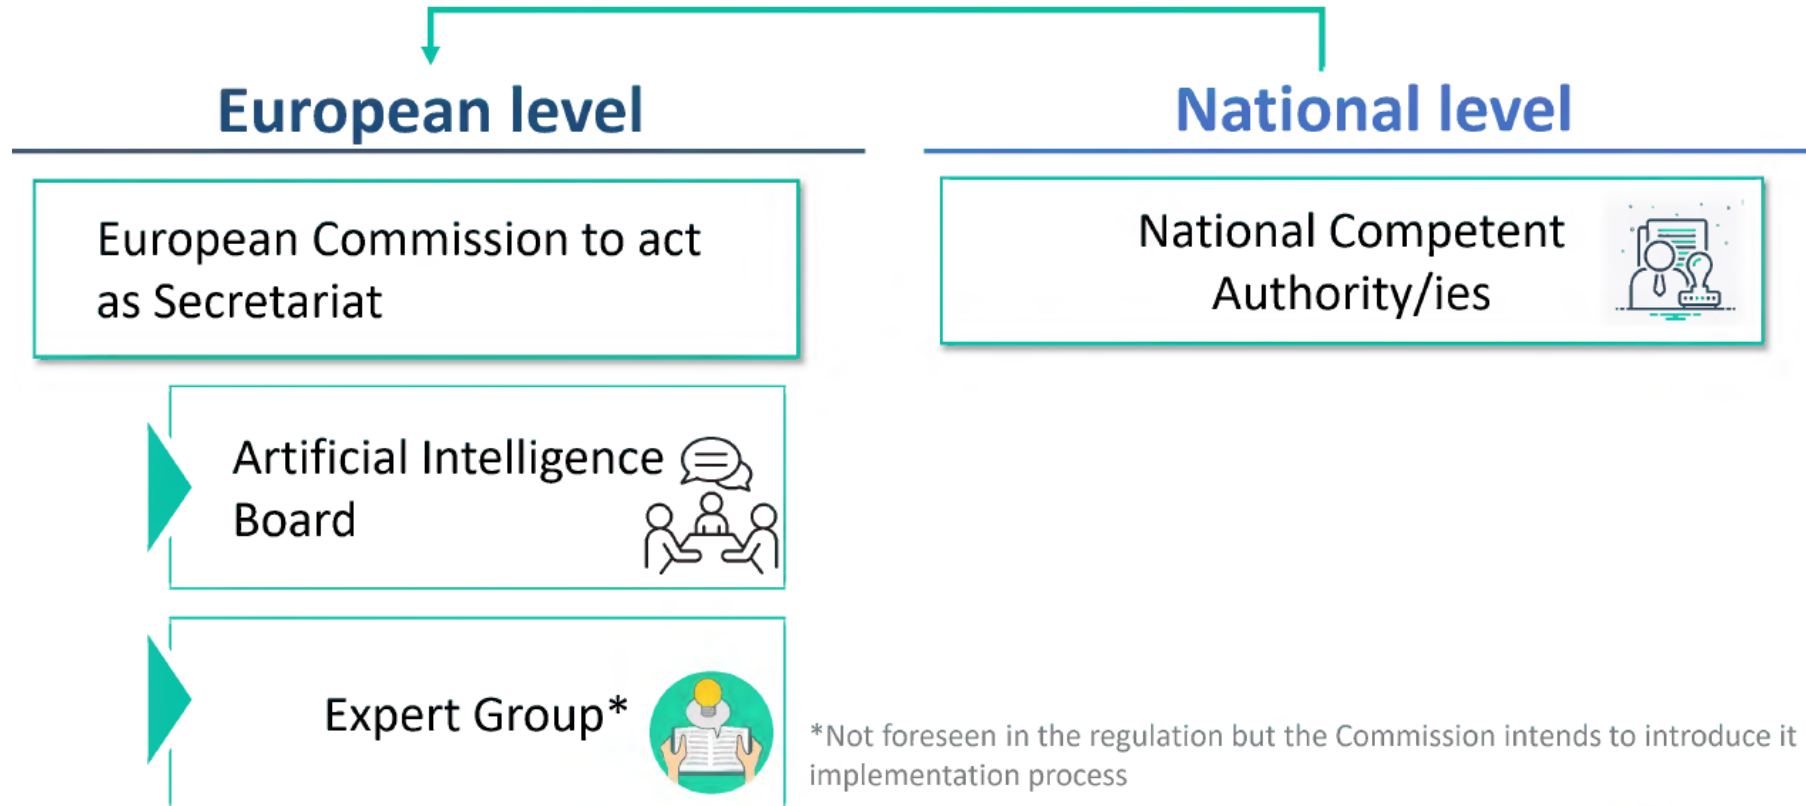 European level
European Commission to act
as Secretariat
Artificial Intelligence
Board
Expert Group*
National level
National Competent
Authority/ies
*Not foreseen in the regulation but the Commission intends to introduce it
implementation process